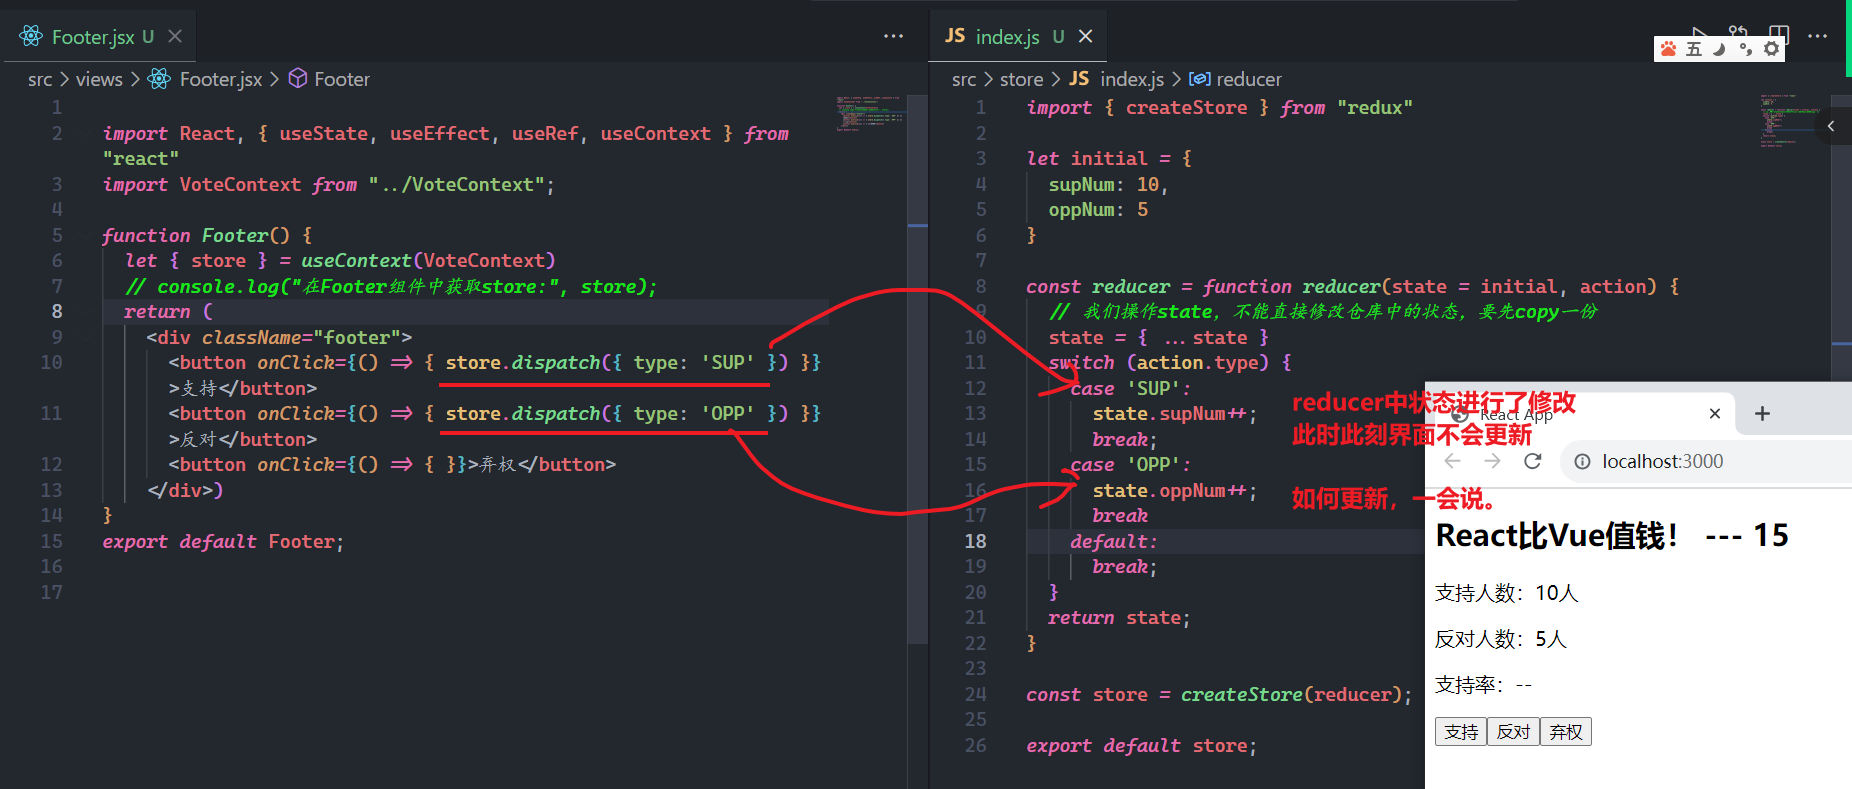 Footer.jsx U
src > views > Footer.jsx > Footer
1
2 import React, { useState, useEffect, useRef, useContext } from
"react"
3 import VoteContext from "../VoteContext";
4
5 function Footer() {
6 let { store } = useContext(VoteContext)
7 // console.log("在Footer组件中获取store:", store);
8 return (
9 <div className="footer">
10 <button onClick={() => { store.dispatch({ type: 'SUP' }) }}
>支持</button>
11 <button onClick={() => { store.dispatch({ type: 'OPP' }) }}
>反对</button>
12 <button onClick={() => { }}>弃权</button>
13 </div>)
14 }
15 export default Footer;
16
17
JS index.js U
五
src > store > JS index.js > reducer
1 import { createStore } from "redux"
2
3 let initial = {
4 supNum: 10,
5 oppNum: 5
6 }
7
8 const reducer = function reducer(state = initial, action) {
9 // 我们操作state，不能直接修改仓库中的状态，要先copy一份
10 state = { ...state }
11 switch (action.type) {
12 case 'SUP':
13 state.supNum++;
14 break;
15 case 'OPP':
16 state.oppNum++;
17 break
18 default:
19 break;
20 }
21 return state;
22 }
23
24 const store = createStore(reducer);
25
26 export default store;
reducer中状态进行了修改
此时此刻界面不会更新
如何更新，一会说。
React App
localhost:3000
React比Vue值钱！ --- 15
支持人数：10人
反对人数：5人
支持率：--
支持 反对 弃权